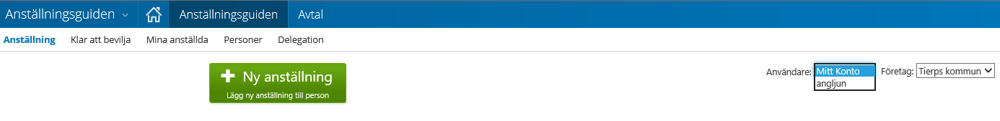 Anställningsguiden Anställningsguiden Avtal
Anställning Klar att bevilja Mina anställda Personer Delegation
Ny anställning
Lägg ny anställning till person
Användare: Mitt Konto Företag: Tierps kommun
angljun